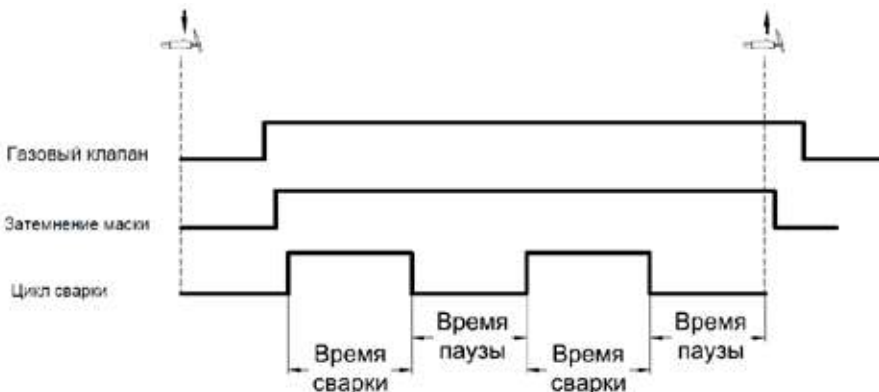 Газовый клапан
Затемнение маски
Цикл сварки
Время
сварки
Время
паузы
Время
сварки
Время
паузы